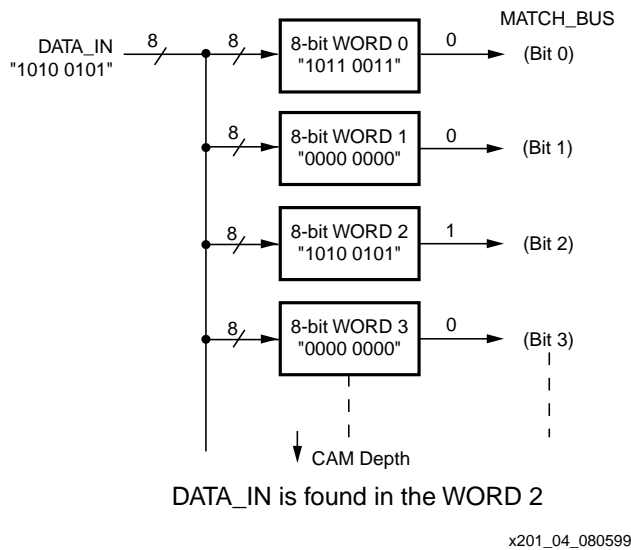 MATCH_BUS
DATA_IN
"1010 0101"
8
8
8-bit WORD 0
"1011 0011"
0
(Bit 0)
8
8-bit WORD 1
"0000 0000"
0
(Bit 1)
8
8-bit WORD 2
"1010 0101"
1
(Bit 2)
8
8-bit WORD 3
"0000 0000"
0
(Bit 3)
CAM Depth
DATA_IN is found in the WORD 2
x201_04_080599